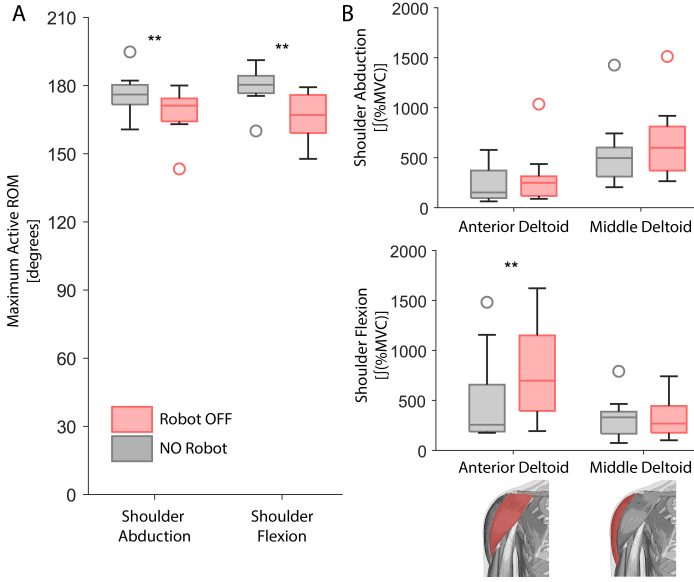 A
210
180
150
120
90
60
30
0
Maximum Active ROM
[degrees]
**
**
Robot OFF
NO Robot
Shoulder
Abduction
Shoulder
Flexion
B
2000
1500
1000
500
0
Shoulder Abduction
[∫(%MVC)]
Anterior Deltoid
Middle Deltoid
2000
1500
1000
500
0
Shoulder Flexion
[∫(%MVC)]
**
Anterior Deltoid
Middle Deltoid